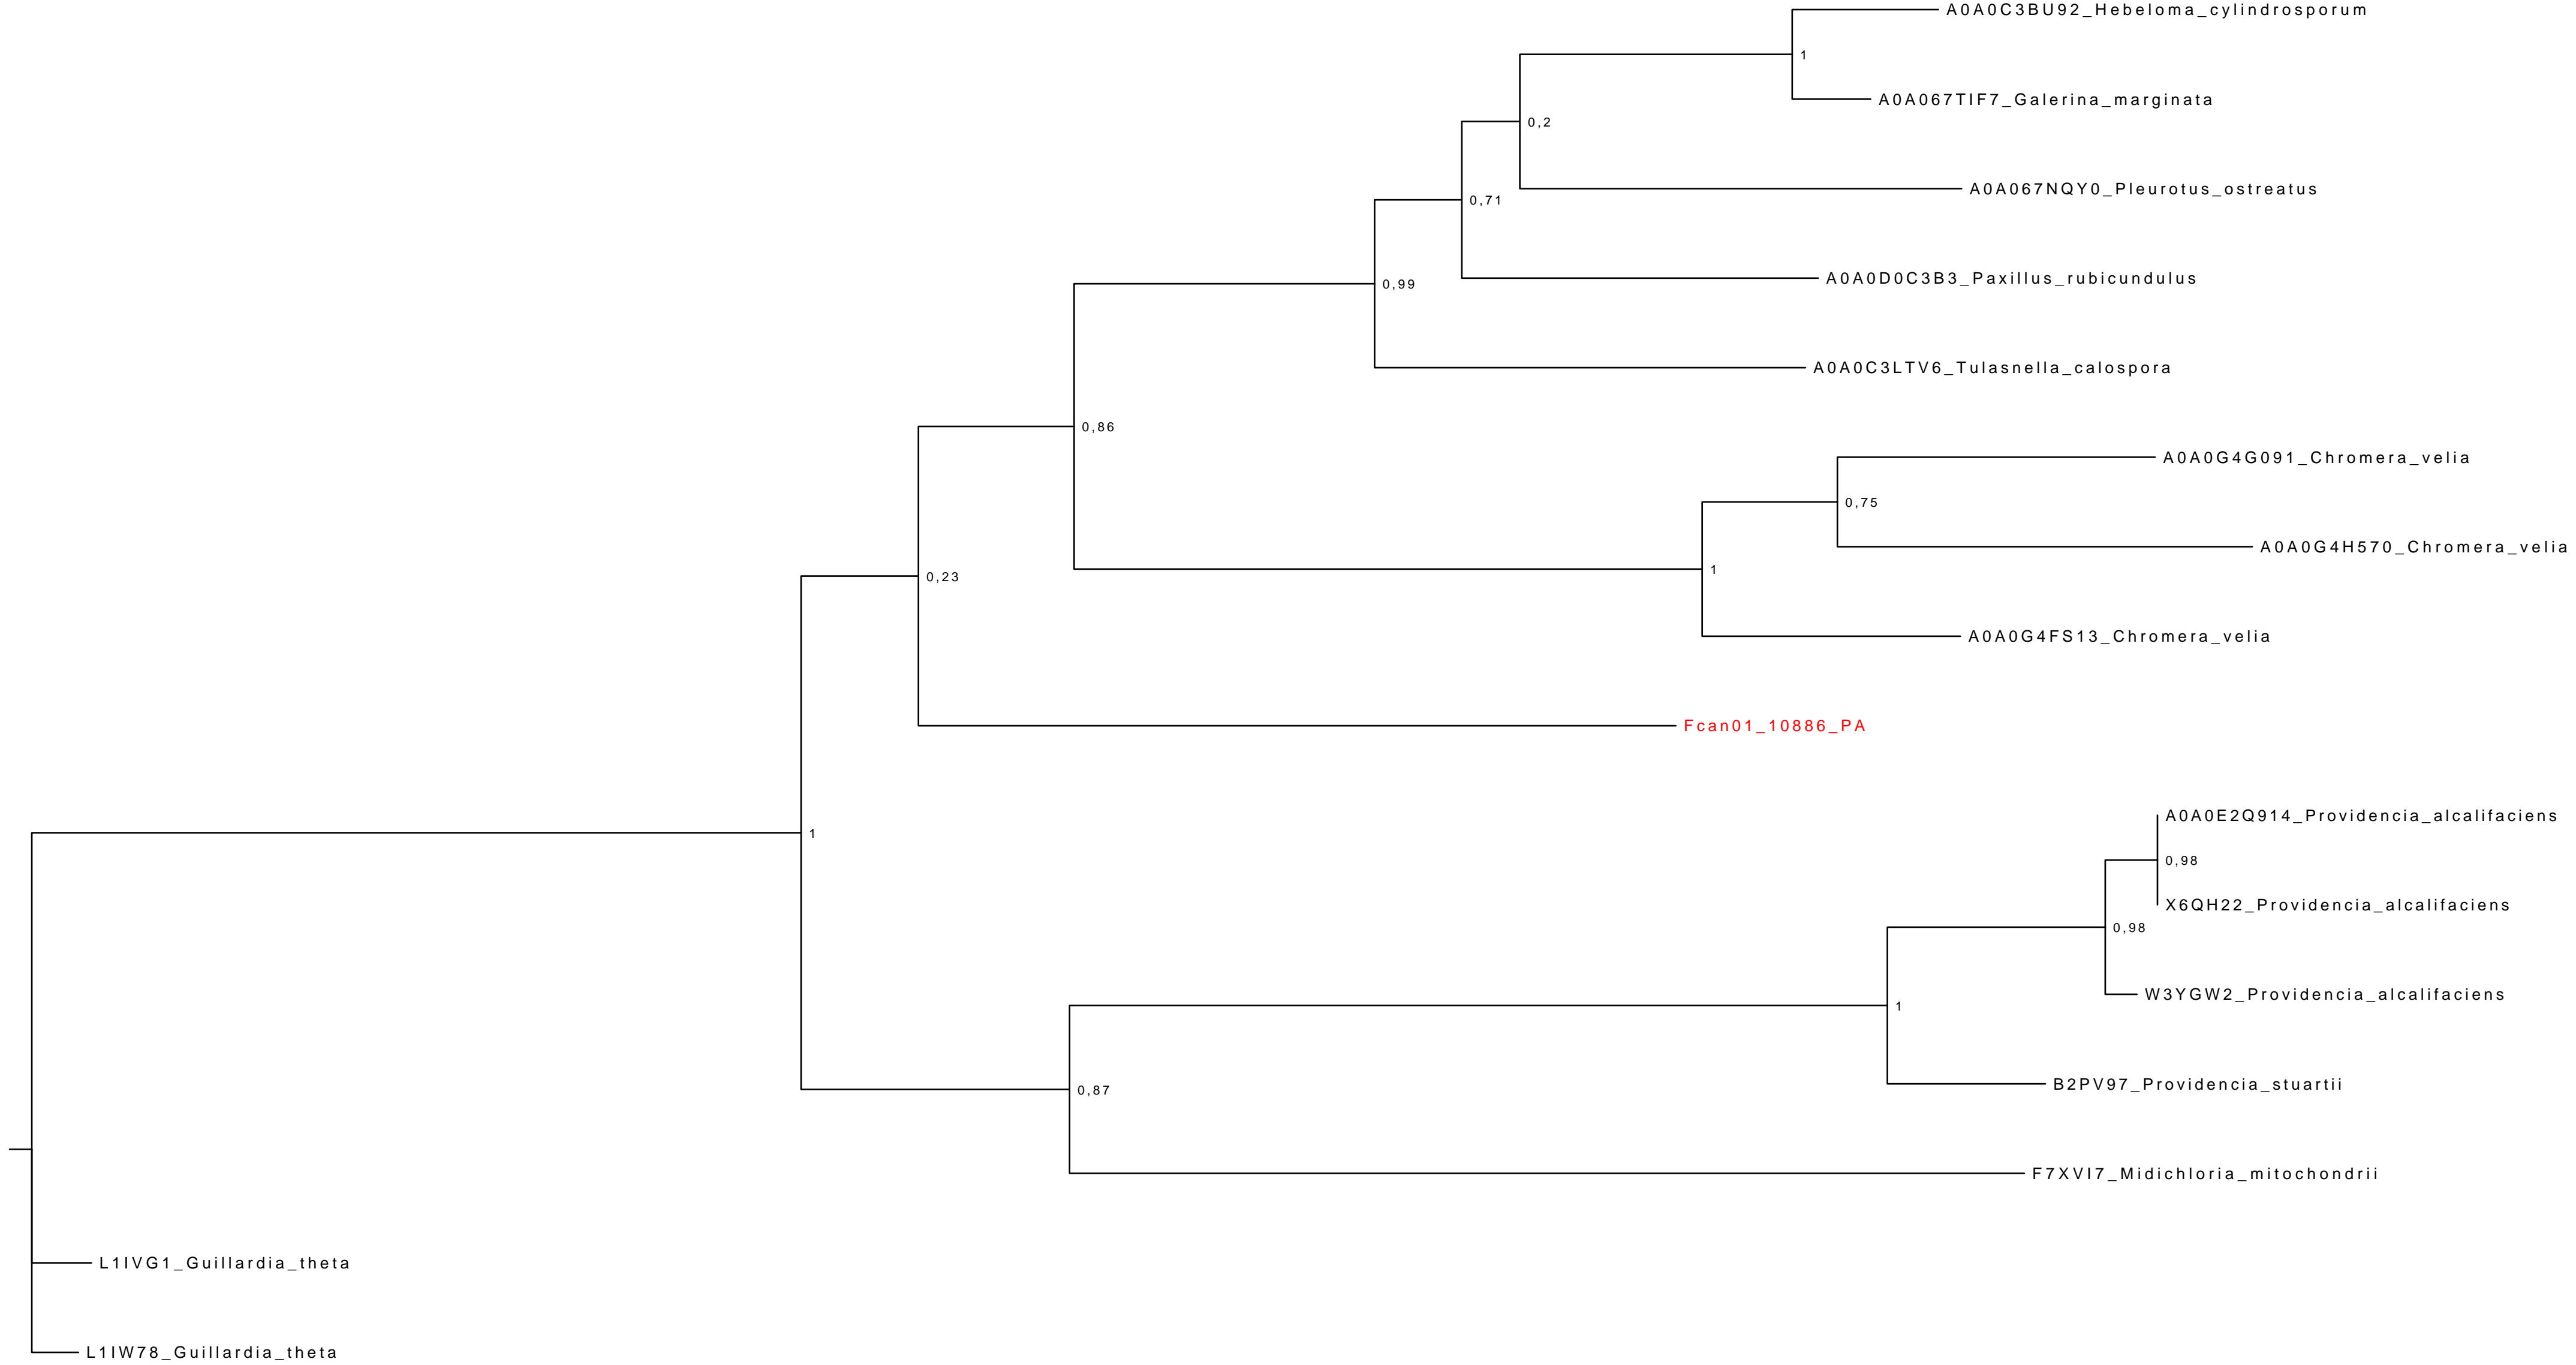 A0A0C3BU92_Hebeloma_cylindrosporum
1
A0A067TIF7_Galerina_marginata
0,2
A0A067NQY0_Pleurotus_ostreatus
0,71
A0A0D0C3B3_Paxillus_rubicundulus
0,99
A0A0C3LTV6_Tulasnella_calospora
0,86
A0A0G4G091_Chromera_velia
0,75
A0A0G4H570_Chromera_velia
1
0,23
A0A0G4FS13_Chromera_velia
Fcan01_10886_PA
A0A0E2Q914_Providencia_alcalifaciens
1
0,98
X6QH22_Providencia_alcalifaciens
0,98
W3YGW2_Providencia_alcalifaciens
1
B2PV97_Providencia_stuartii
0,87
F7XVI7_Midichloria_mitochondrii
L1IVG1_Guillardia_theta
L1IW78_Guillardia_theta